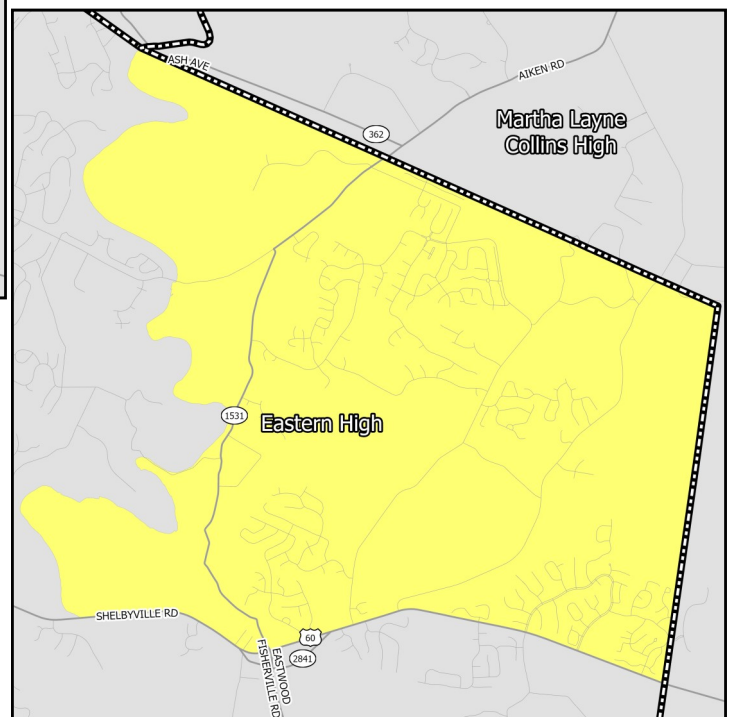 ASH AVE
AIKEN RD
362
Martha Layne
Collins High
1531
Eastern High
SHELBYVILLE RD
60
2841
EASTWOOD
FISHERVILLE RD